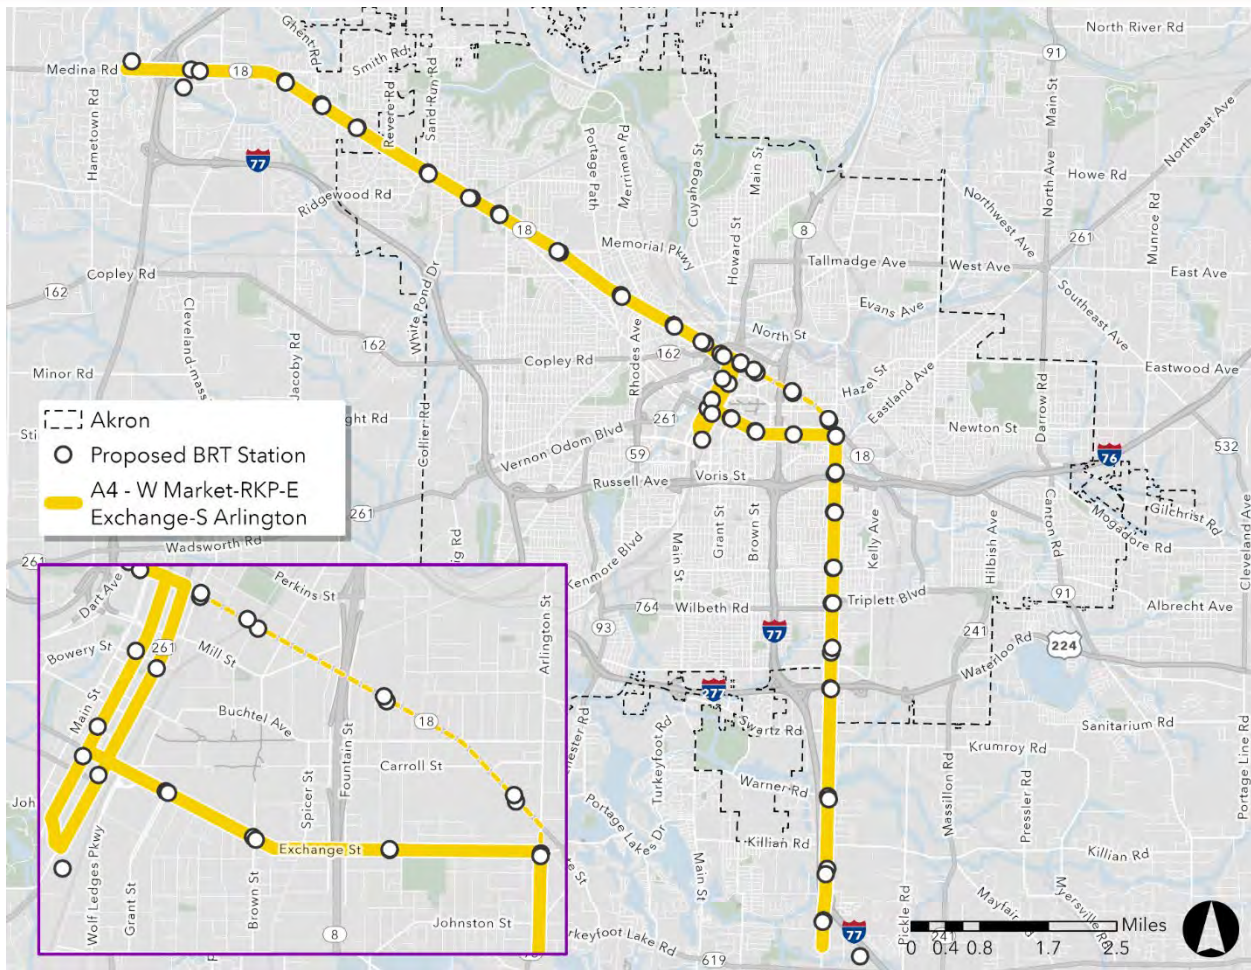 North River Rd
91
Ghent Rd
Smith Rd
Medina Rd
18
Hametown Rd
Revere Rd
Sand Run Rd
77
Ridgewood Rd
Portage Path
Merriman Rd
Cuyahoga St
Main St
Howard St
8
Main St
North Ave
Northeast Ave
Howe Rd
Northwest Ave
261
Munroe Rd
18
Memorial Pkwy
Tallmadge Ave
West Ave
East Ave
Copley Rd
162
Cleveland-mass
Jacoby Rd
White Pond Dr
162
Evans Ave
Southeast Ave
North St
Rhodes Ave
Copley Rd
162
Hazel St
Eastland Ave
Eastwood Ave
Minor Rd
Darrow Rd
Newton St
Collier Rd
Vernon Odom Blvd
261
59
18
76
532
Akron
Proposed BRT Station
A4 - W Market-RKP-E
Exchange-S Arlington
Voris St
Russell Ave
261
Wadsworth Rd
261
Grant St
Main St
Brown St
Kelly Ave
Hilbish Ave
Canton Rd
Mogadore Rd
Gilchrist Rd
Cleveland Ave
Kenmore Blvd
764
Wilbeth Rd
Triplett Blvd
91
Albrecht Ave
93
77
241
Waterloo Rd
224
277
Swartz Rd
Turkeyfoot Rd
Krumroy Rd
Sanitarium Rd
Warner Rd
Portage Lakes Dr
Main St
Killian Rd
Massillon Rd
Pressler Rd
Killian Rd
Portage Line Rd
Pickle Rd
Mayfair Rd
Myersville Rd
241
77
619
Dart Ave
Perkins St
Bowery St
261
Mill St
Main St
Buchtel Ave
18
Arlington St
Fountain St
Carroll St
Spicer St
Exchange St
Wolf Ledges Pkwy
Grant St
Brown St
Johnston St
8
Miles
0 0.4 0.8 1.7 2.5